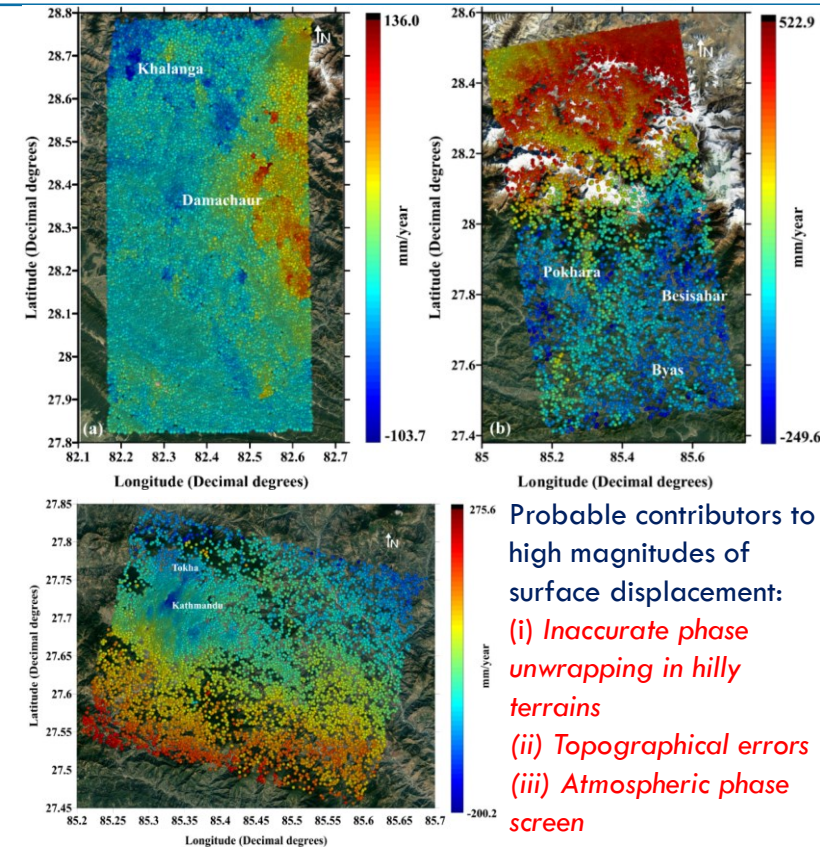 28.8
28.7
28.6
28.5
28.4
28.3
28.2
28.1
28
27.9
27.8
Latitude (Decimal degrees)
Khalanga
Damachaur
(a)
N
82.1 82.2 82.3 82.4 82.5 82.6 82.7
Longitude (Decimal degrees)
136.0
mm/year
-103.7
28.6
28.4
28.2
28
27.8
27.6
27.4
Latitude (Decimal degrees)
Pokhara
Besisahar
Byas
(b)
N
85 85.2 85.4 85.6
Longitude (Decimal degrees)
522.9
mm/year
-249.6
27.85
27.8
27.75
27.7
27.65
27.6
27.55
27.5
27.45
Latitude (Decimal degrees)
Tokha
Kathmandu
N
85.2 85.25 85.3 85.35 85.4 85.45 85.5 85.55 85.6 85.65 85.7
Longitude (Decimal degrees)
275.6
mm/year
-200.2
Probable contributors to
high magnitudes of
surface displacement:
(i) Inaccurate phase
unwrapping in hilly
terrains
(ii) Topographical errors
(iii) Atmospheric phase
screen